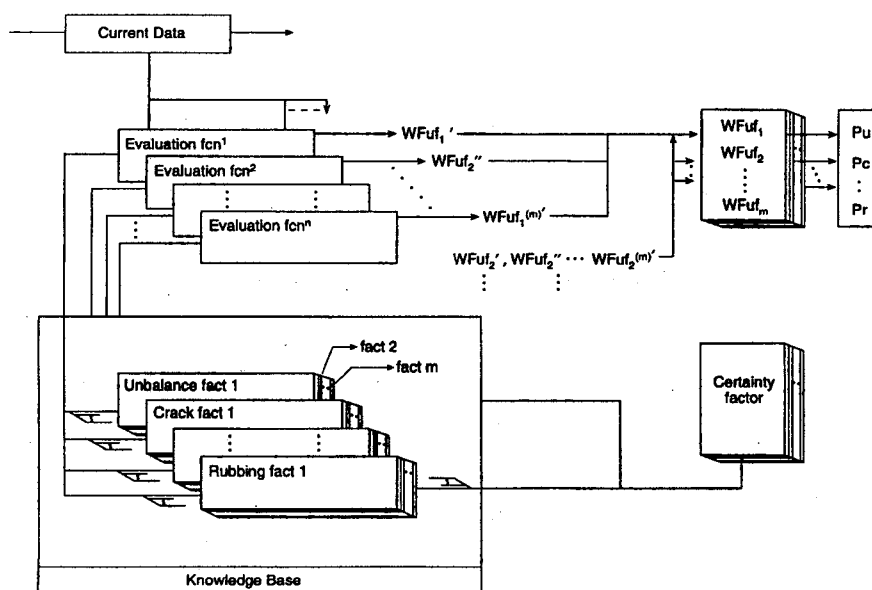 Current Data
Evaluation fcn¹
Evaluation fcn²
Evaluation fcnⁿ
WFuf₁′
WFuf₂″
WFuf₁⁽ᵐ⁾′
WFuf₂′ , WFuf₂″ ··· WFuf₂⁽ᵐ⁾′
WFuf₁
WFuf₂
WFufₘ
Pu
Pc
Pr
fact 2
fact m
Unbalance fact 1
Crack fact 1
Rubbing fact 1
Certainty
factor
Knowledge Base